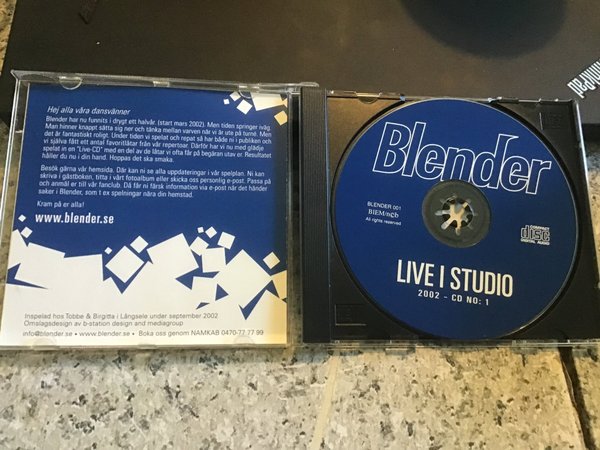 Hej alla våra dansvänner
Blender har nu funnits i drygt ett halvår. (start mars 2002). Men tiden springer iväg.
Man hinner knappt sätta sig ner och tänka mellan varven när vi är ute på turné. Men
det är fantastiskt roligt. Under tiden vi spelat och repat så har både ni i publiken och
vi själva fått ett antal favoritlåtar från vår repertoar. Därför har vi nu med glädje
spelat in en "Live-CD" med en del av de låtar vi ofta får på begäran utav er. Resultatet
håller du nu i din hand. Hoppas det ska smaka.
Besök gärna vår hemsida. Där kan ni se alla uppdateringar i vår spelplan. Ni kan
skriva i gästboken, titta i vårt fotoalbum eller skicka oss personlig e-post. Passa på
och anmäl er till vår fanclub. Då får ni färsk information via e-post när det händer
saker i Blender, som t ex spelningar nära din hemstad.
Kram på er alla!
www.blender.se
Inspelad hos Tobbe & Birgitta i Långsele under september 2002
Omslagsdesign av b-station design and mediagroup
info@blender.se • www.blender.se • Boka oss genom NAMKAB 0470-77 77 99
Blender
BLENDER 001
BIEM/n©b
All rights reserved
COMPACT
disc
DIGITAL AUDIO
LIVE I STUDIO
2002 - CD NO: 1